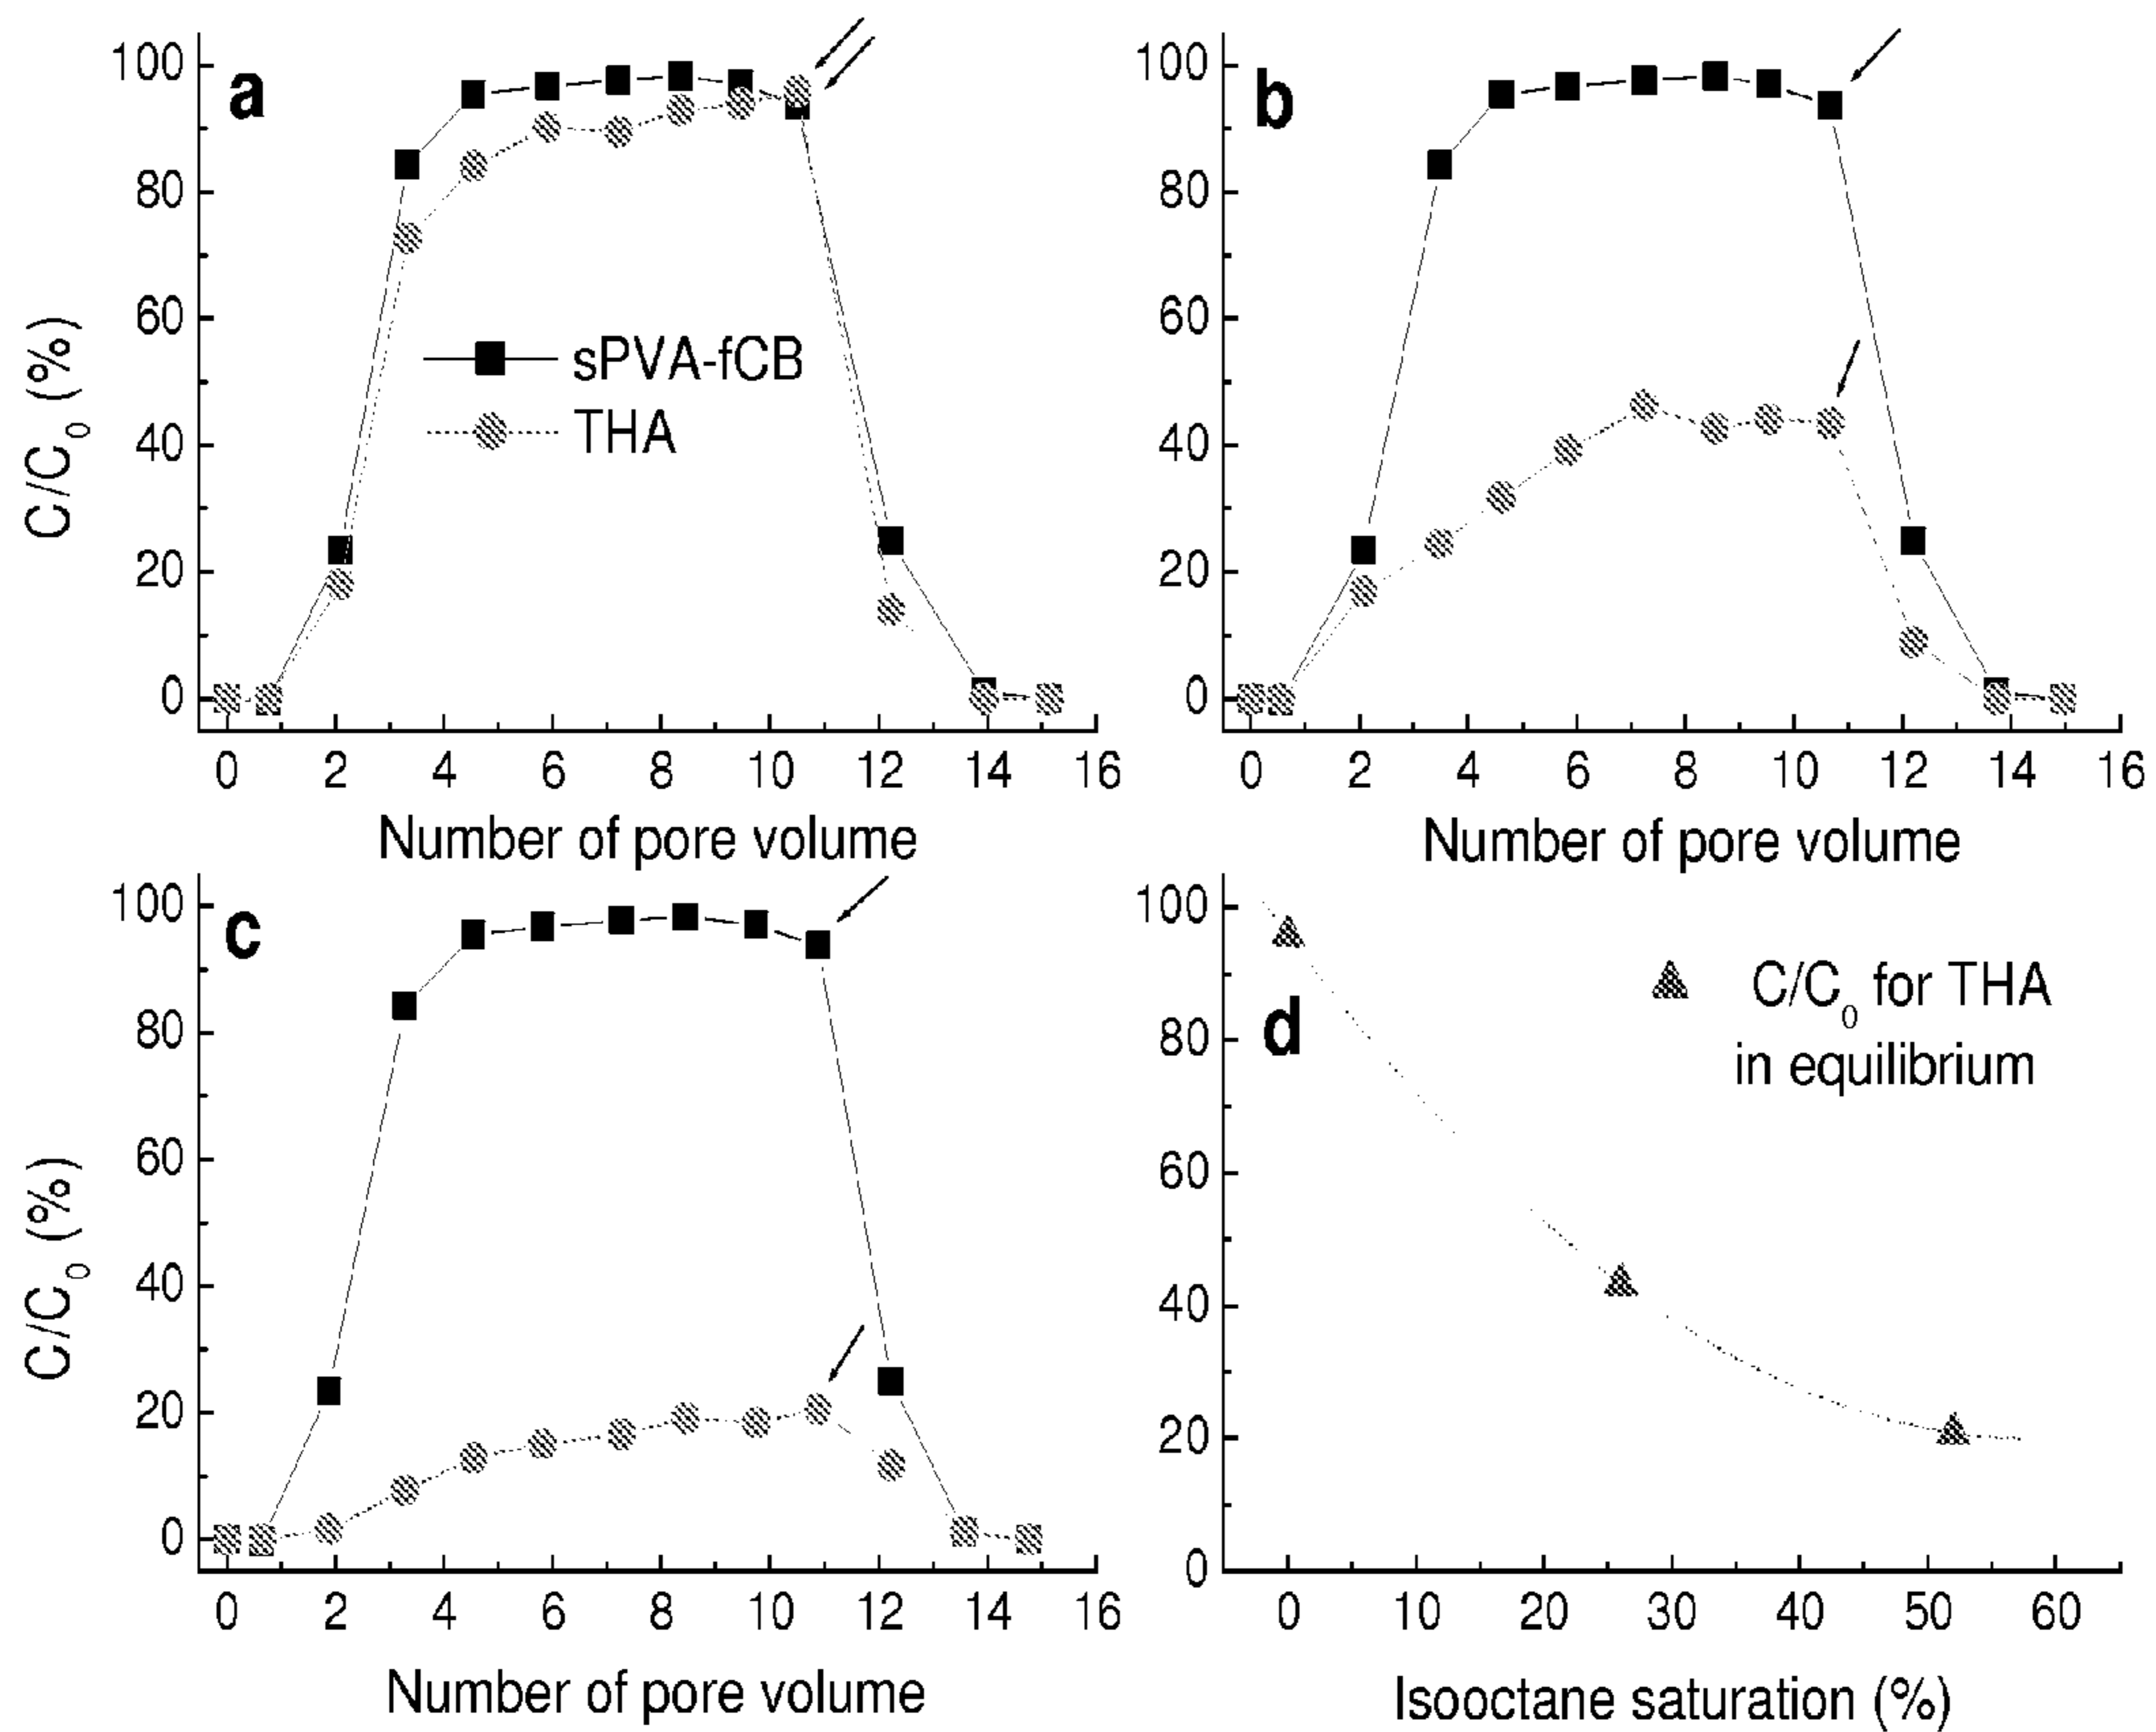 a
100
80
60
40
20
0
C/C0 (%)
sPVA-fCB
THA
0 2 4 6 8 10 12 14 16
Number of pore volume
b
100
80
60
40
20
0
0 2 4 6 8 10 12 14 16
Number of pore volume
c
100
80
60
40
20
0
C/C0 (%)
0 2 4 6 8 10 12 14 16
Number of pore volume
d
100
80
60
40
20
0
C/C0 for THA
in equilibrium
0 10 20 30 40 50 60
Isooctane saturation (%)